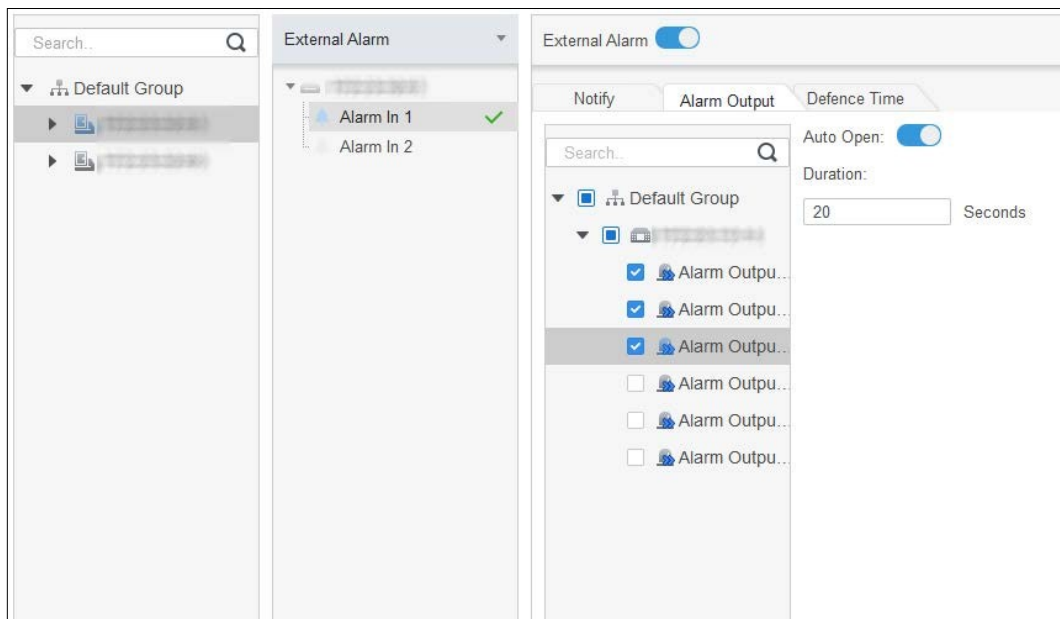 Search..
Default Group
External Alarm
Alarm In 1
Alarm In 2
External Alarm
Notify
Alarm Output
Defence Time
Search..
Default Group
Alarm Outpu...
Alarm Outpu...
Alarm Outpu...
Alarm Outpu...
Alarm Outpu...
Alarm Outpu...
Auto Open:
Duration:
20 Seconds